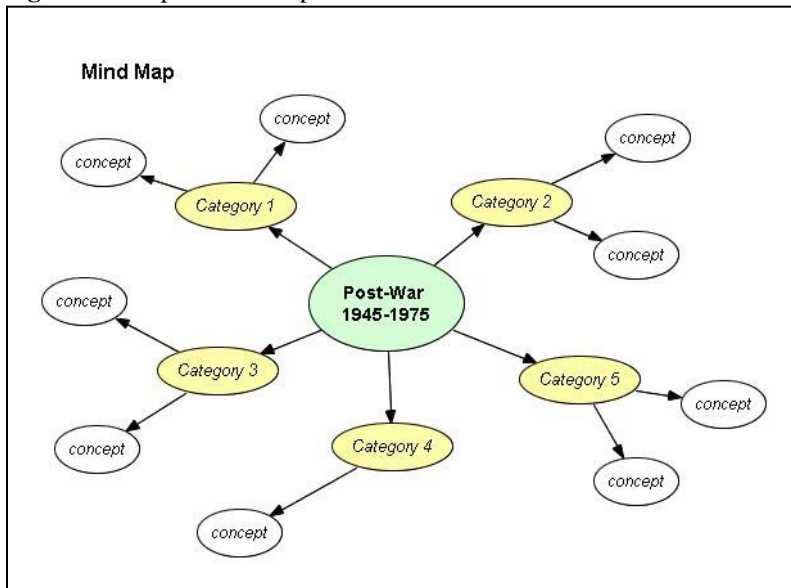 Mind Map
concept
concept
concept
Category 1
Category 2
concept
Post-War
1945-1975
concept
Category 3
Category 5
concept
concept
Category 4
concept
concept